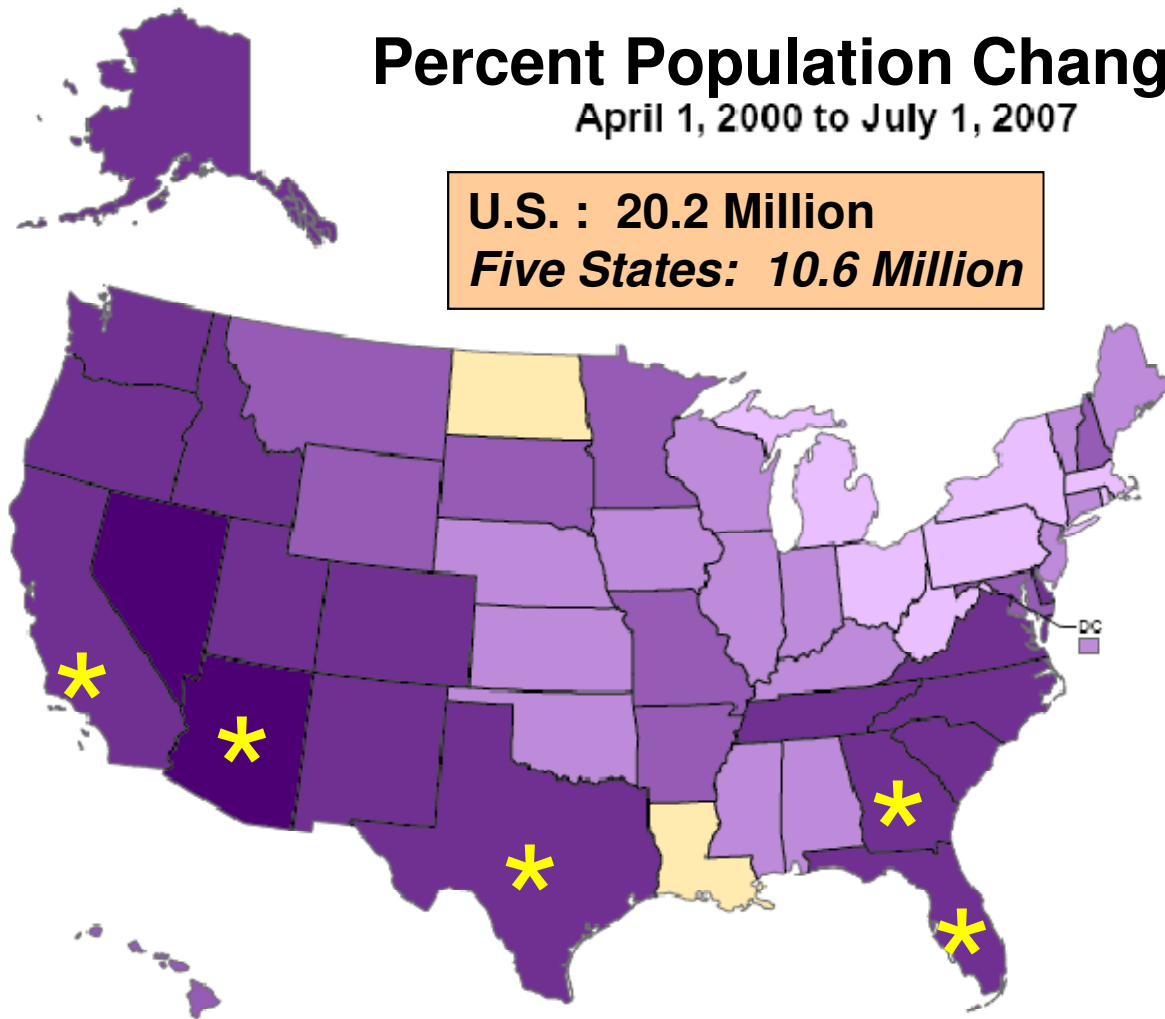 Percent Population Chang
April 1, 2000 to July 1, 2007
U.S. : 20.2 Million
Five States: 10.6 Million
DC
*
*
*
*
*